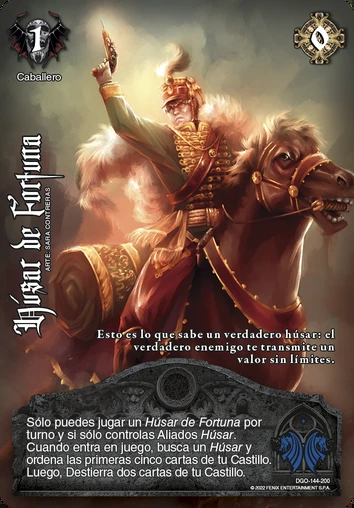 1
0
Caballero
Húsar de Fortuna
ARTE: SARA CONTRERAS
Esto es lo que sabe un verdadero húsar: el
verdadero enemigo te transmite un
valor sin límites.
Sólo puedes jugar un Húsar de Fortuna por
turno y si sólo controlas Aliados Húsar.
Cuando entra en juego, busca un Húsar y
ordena las primeras cinco cartas de tu Castillo.
Luego, Destierra dos cartas de tu Castillo.
DGO-144-200
© 2022 FENIX ENTERTAINMENT S.P.A.